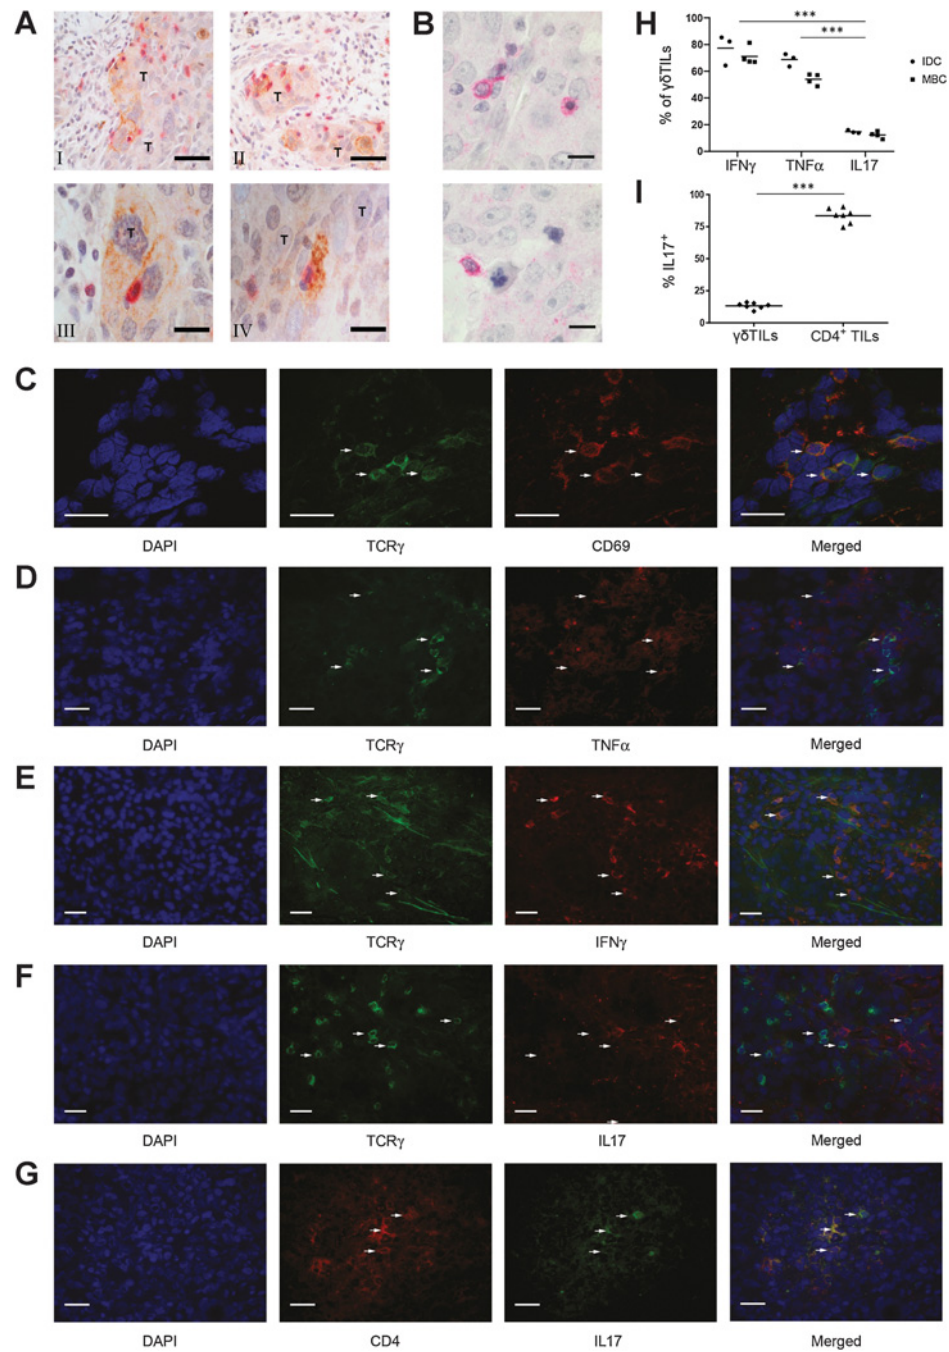 A
T
T
I
T
T
II
T
III
T
T
IV
B
H
% of γδTILs
100
80
60
40
20
0
***
***
IFNγ
TNFα
IL17
IDC
MBC
I
% IL17⁺
100
75
50
25
0
***
γδTILs
CD4⁺ TILs
C
DAPI
TCRγ
CD69
Merged
D
DAPI
TCRγ
TNFα
Merged
E
DAPI
TCRγ
IFNγ
Merged
F
DAPI
TCRγ
IL17
Merged
G
DAPI
CD4
IL17
Merged